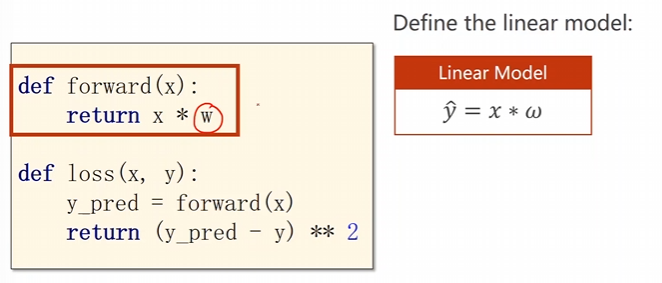 Define the linear model:
def forward(x):
    return x * w
def loss(x, y):
    y_pred = forward(x)
    return (y_pred - y) ** 2
Linear Model
ŷ = x * ω